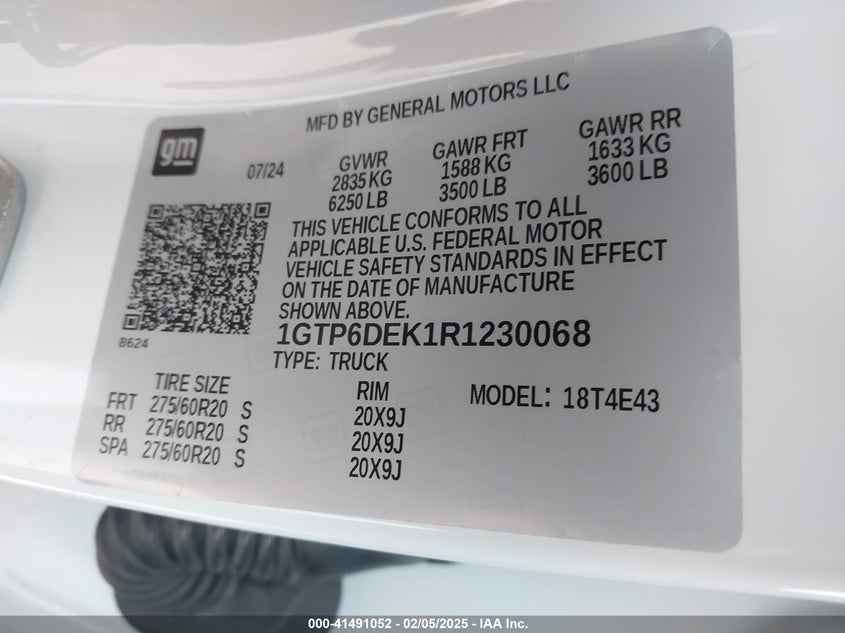 MFD BY GENERAL MOTORS LLC
gm
07/24
GVWR
2835 KG
6250 LB
GAWR FRT
1588 KG
3500 LB
GAWR RR
1633 KG
3600 LB
THIS VEHICLE CONFORMS TO ALL
APPLICABLE U.S. FEDERAL MOTOR
VEHICLE SAFETY STANDARDS IN EFFECT
ON THE DATE OF MANUFACTURE
SHOWN ABOVE.
8624
1GTP6DEK1R1230068
TYPE: TRUCK
TIRE SIZE
RIM
MODEL: 18T4E43
FRT 275/60R20 S 20X9J
RR 275/60R20 S 20X9J
SPA 275/60R20 S 20X9J
000-41491052 - 02/05/2025 - IAA Inc.